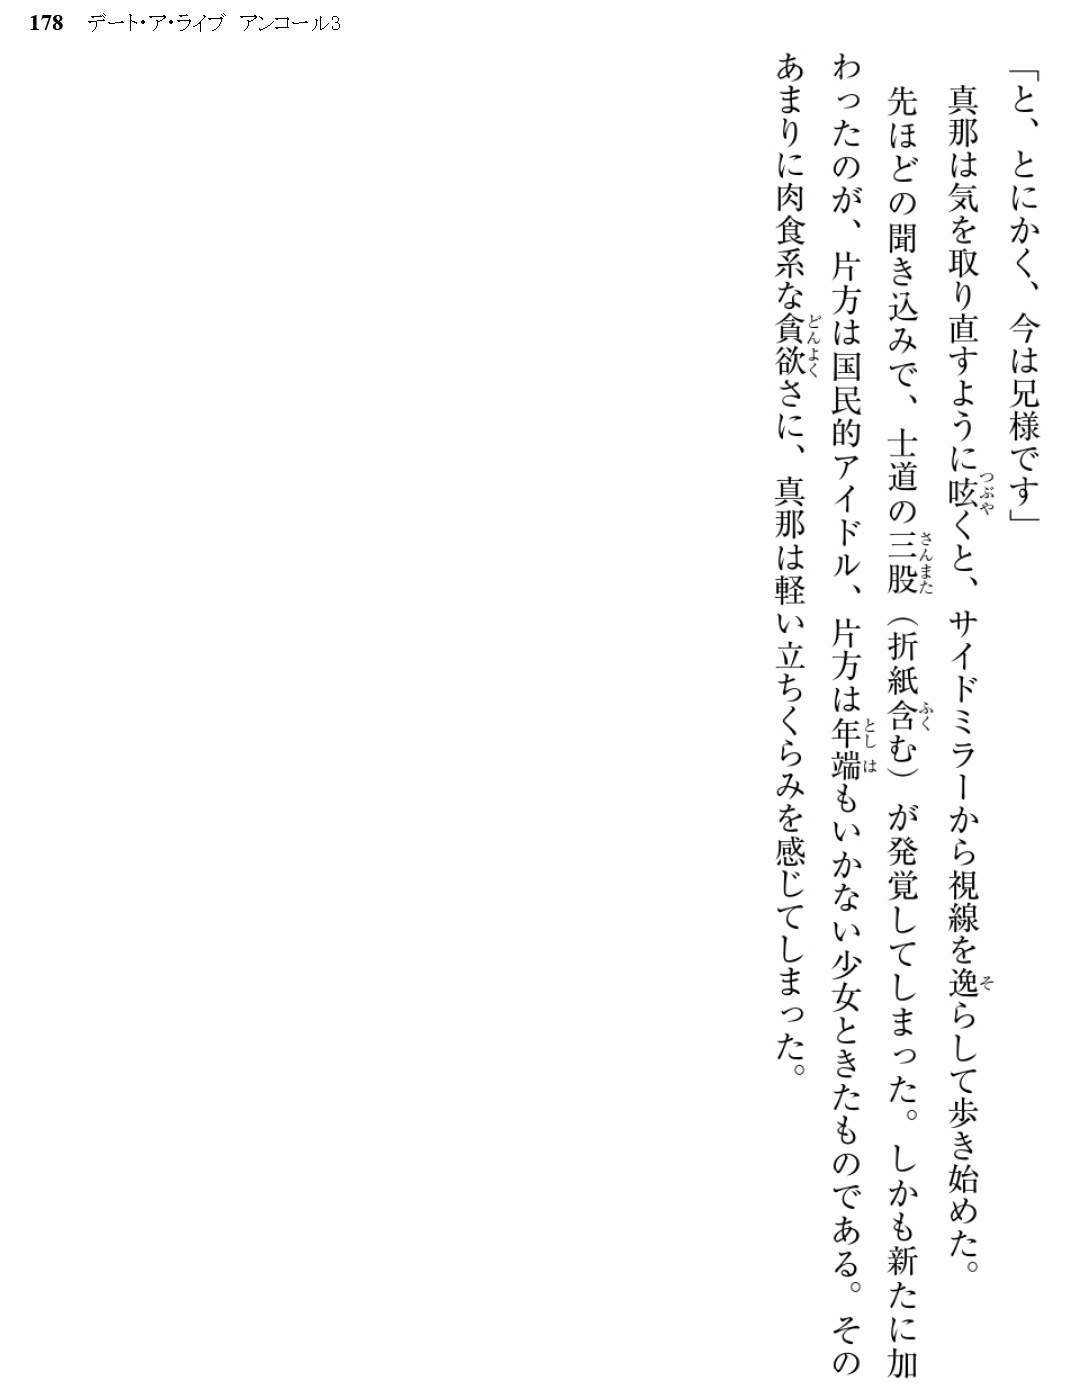 178 デート・ア・ライブ アンコール3
「と、とにかく、今は兄様です」
真那は気を取り直すように呟くと、サイドミラーから視線を逸らして歩き始めた。
つぶや
そ
先ほどの聞き込みで、士道の三股（折紙含む）が発覚してしまった。しかも新たに加
さんまた
ふく
わったのが、片方は国民的アイドル、片方は年端もいかない少女ときたものである。その
としは
あまりに肉食系な貪欲さに、真那は軽い立ちくらみを感じてしまった。
どんよく